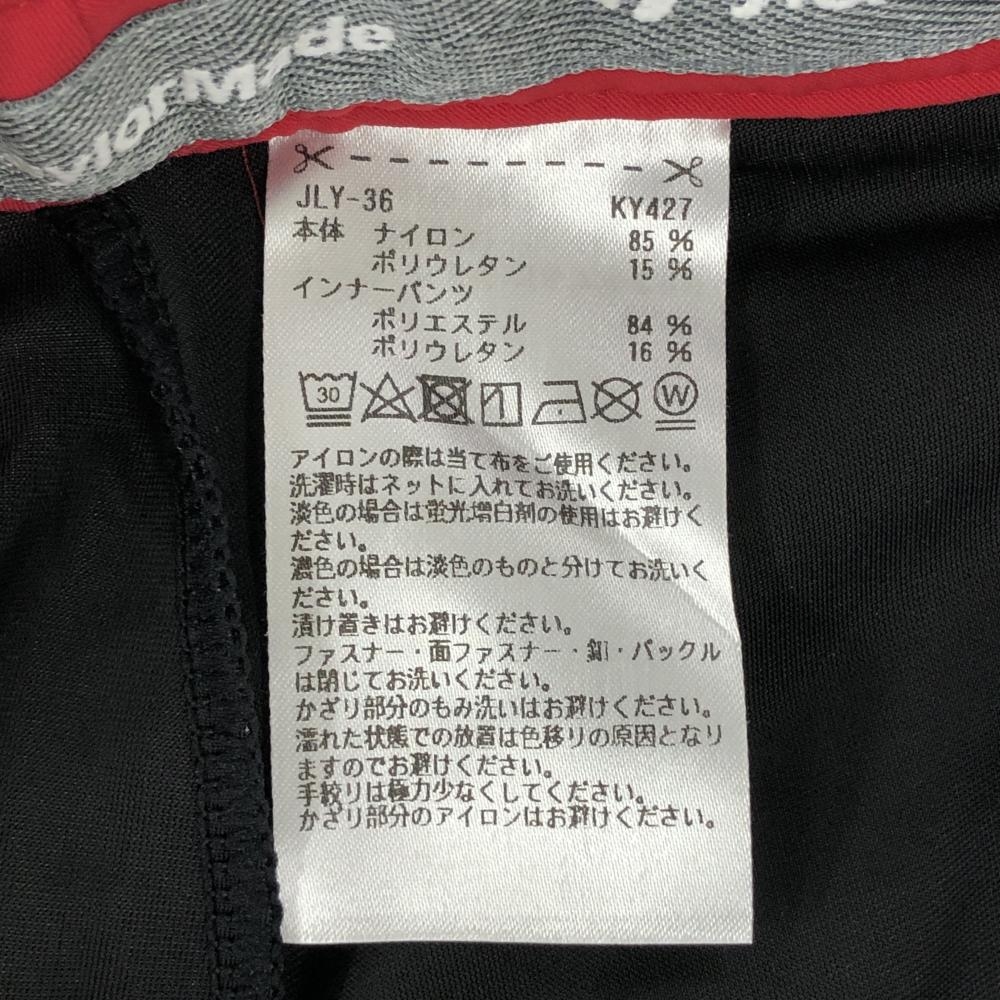 ylorMade
JLY-36 KY427
本体 ナイロン 85 %
ポリウレタン 15 %
インナーパンツ
ポリエステル 84 %
ポリウレタン 16 %
30
W
アイロンの際は当て布をご使用ください。
洗濯時はネットに入れてお洗いください。
淡色の場合は蛍光増白剤の使用はお避けく
ださい。
濃色の場合は淡色のものと分けてお洗いく
ださい。
漬け置きはお避けください。
ファスナー・面ファスナー・釦・バックル
は閉じてお洗いください。
かざり部分のもみ洗いはお避けください。
濡れた状態での放置は色移りの原因となり
ますのでお避けください。
手絞りは極力少なくしてください。
かざり部分のアイロンはお避けください。